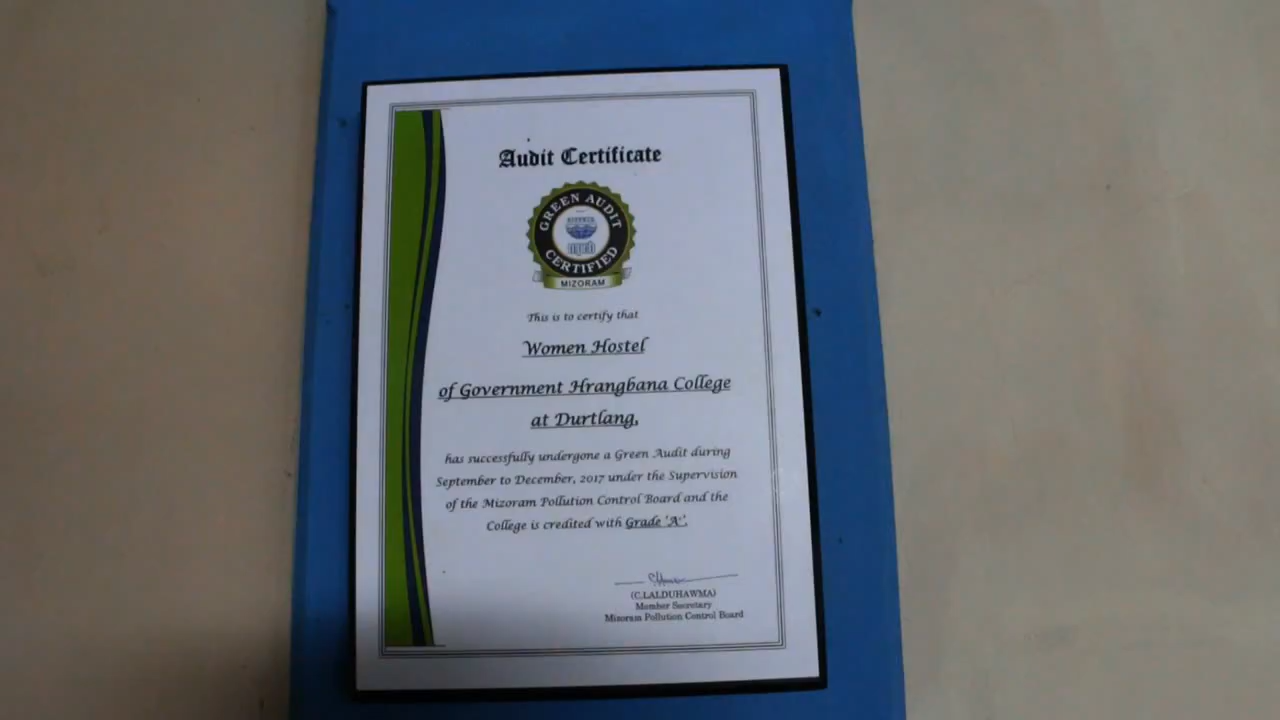 Audit Certificate
GREEN AUDIT
CERTIFIED
MIZORAM
This is to certify that
Women Hostel
of Government Hrangbana College
at Durtlang,
has successfully undergone a Green Audit during
September to December, 2017 under the Supervision
of the Mizoram Pollution Control Board and the
College is credited with Grade 'A'.
(C.LALDUHAWMA)
Member Secretary
Mizoram Pollution Control Board